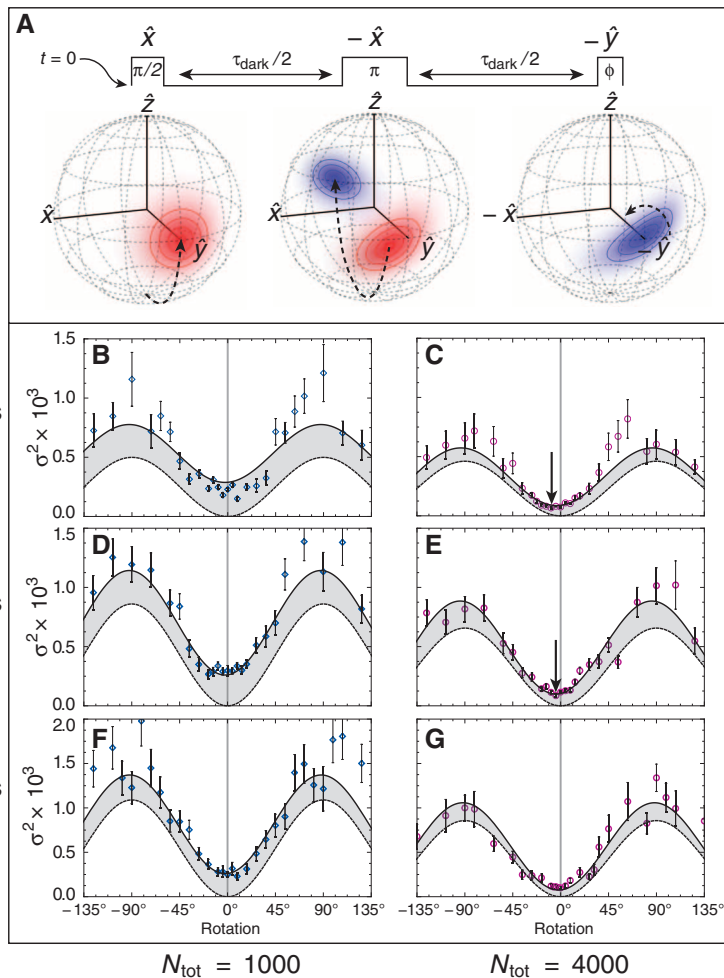 A
x̂
− x̂
− ŷ
t = 0
π/2
τdark/2
π
τdark/2
ϕ
ẑ
ẑ
ẑ
x̂
ŷ
x̂
ŷ
− x̂
− ŷ
B
C
σ² × 10³
1.5
1.0
0.5
0.0
D
E
σ² × 10³
1.5
1.0
0.5
0.0
F
G
σ² × 10³
2.0
1.5
1.0
0.5
0.0
−135° −90° −45° 0° 45° 90° 135°
−135° −90° −45° 0° 45° 90° 135°
Rotation
Rotation
Ntot = 1000
Ntot = 4000